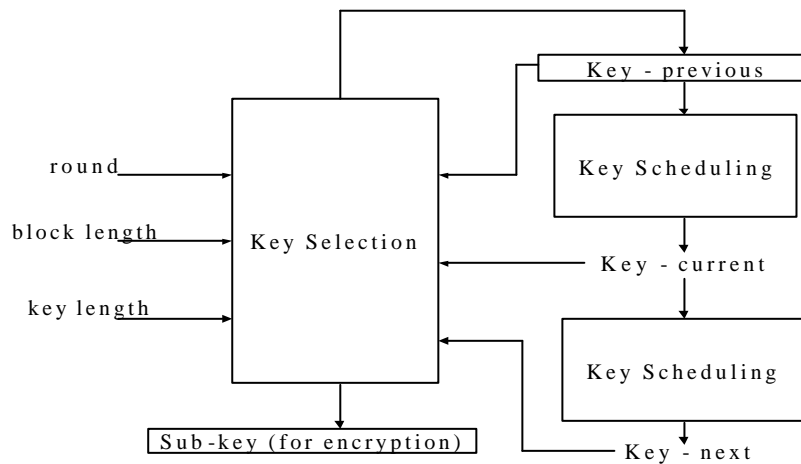 Key - previous
round
Key Scheduling
block length
Key Selection
Key - current
key length
Key Scheduling
Sub-key (for encryption)
Key - next